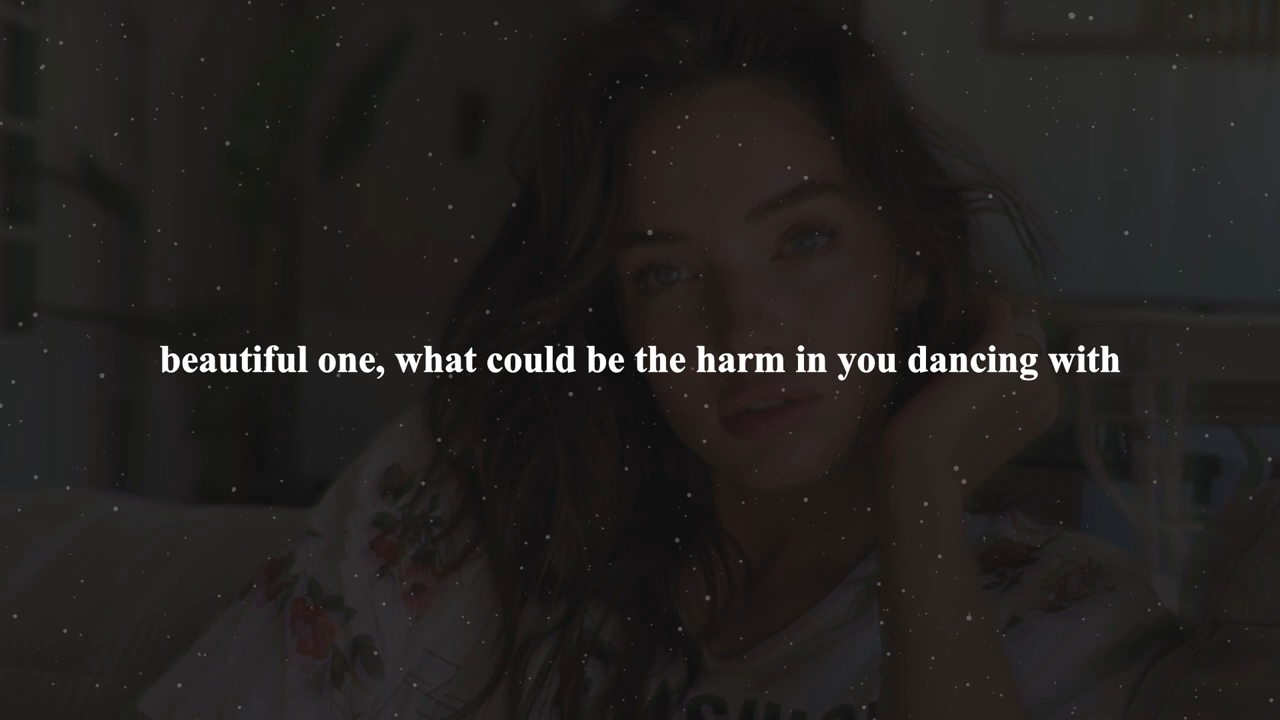 beautiful one, what could be the harm in you dancing with